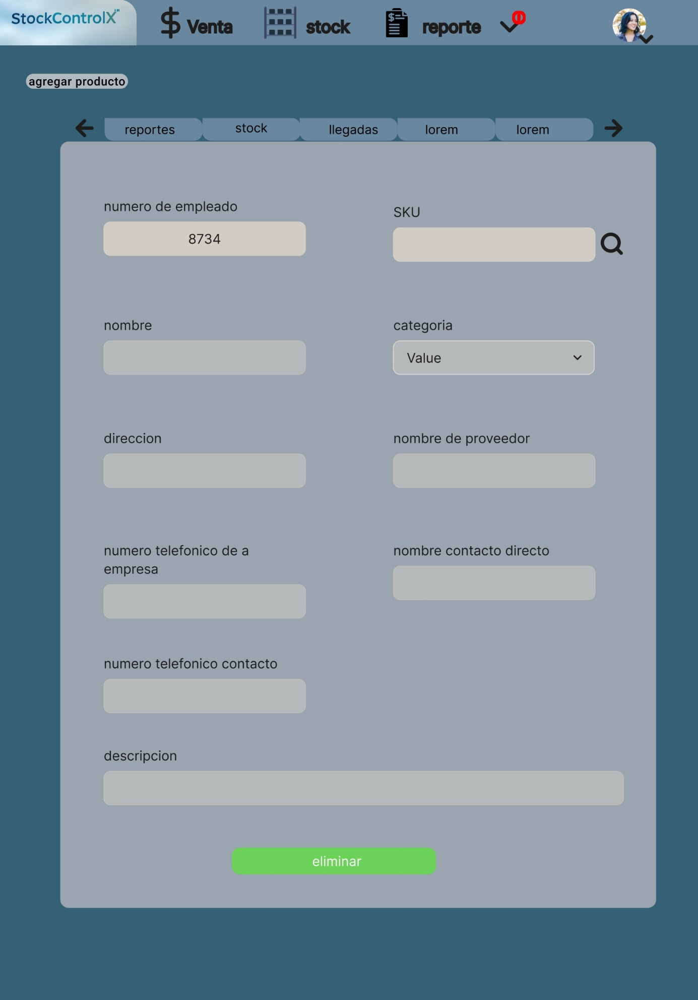 StockControlX™
Venta
stock
reporte
0
agregar producto
reportes
stock
llegadas
lorem
lorem
numero de empleado
SKU
8734
nombre
categoria
Value
direccion
nombre de proveedor
numero telefonico de a
empresa
nombre contacto directo
numero telefonico contacto
descripcion
eliminar